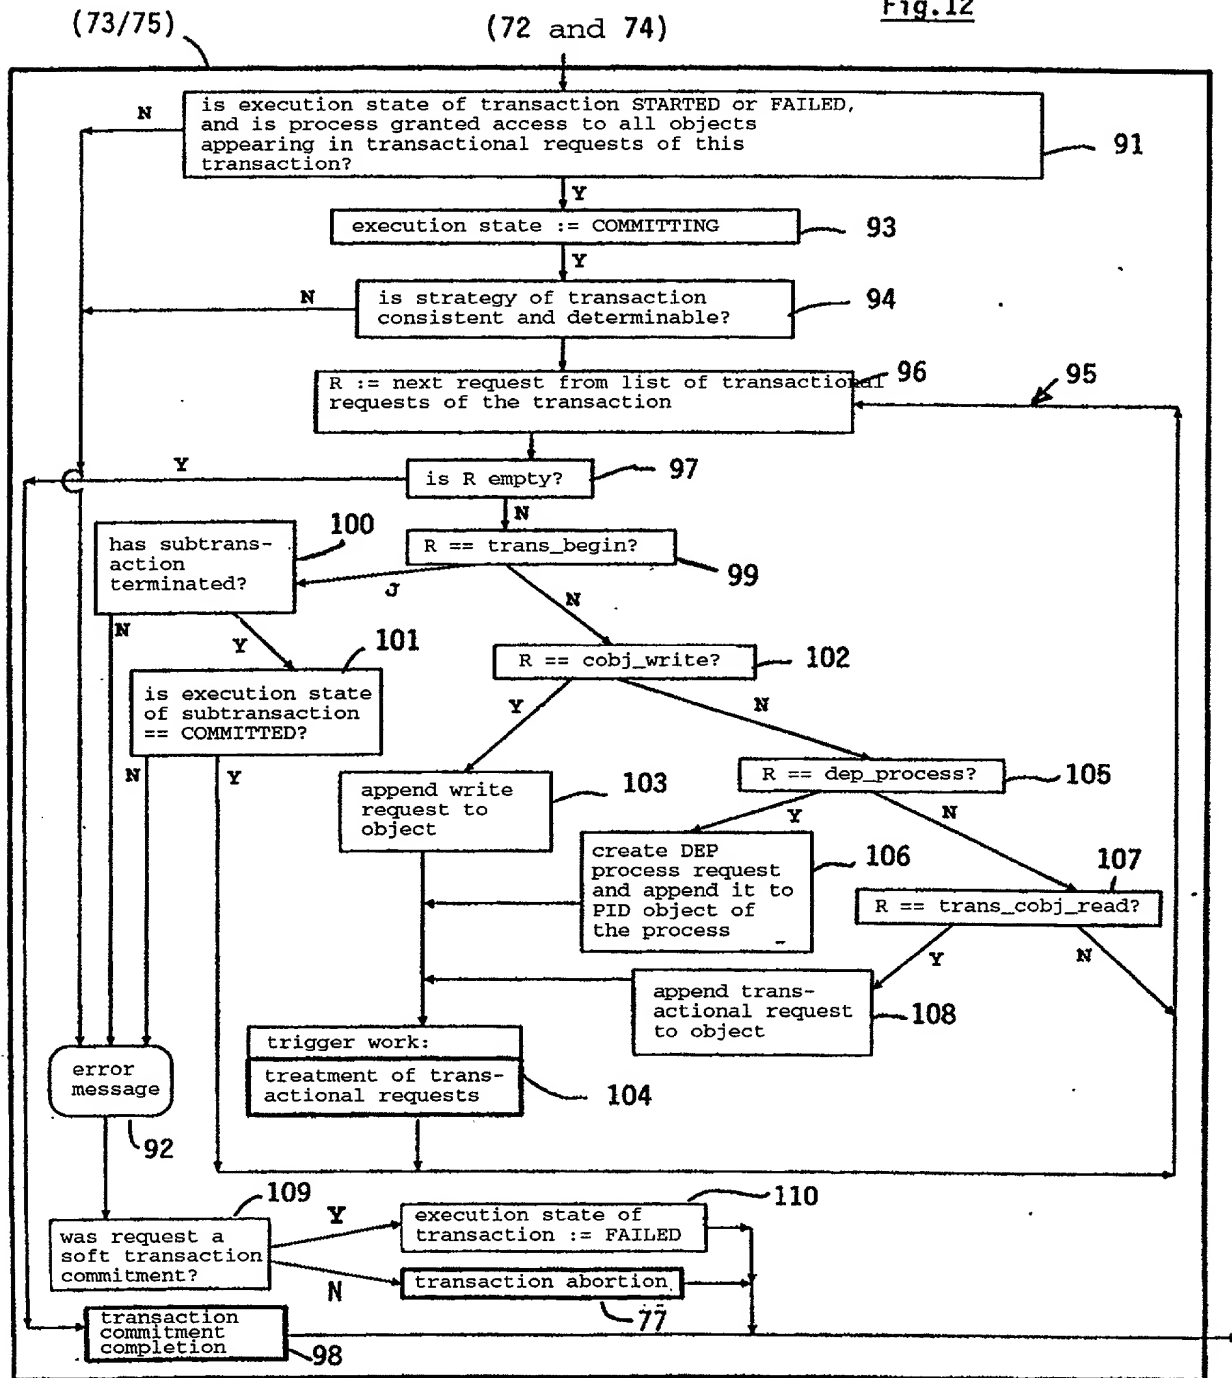 (73/75)
(72 and 74)
Fig.12
is execution state of transaction STARTED or FAILED,
and is process granted access to all objects
appearing in transactional requests of this
transaction?
N
91
Y
execution state := COMMITTING
93
Y
is strategy of transaction
consistent and determinable?
N
94
R := next request from list of transactional
requests of the transaction
96
95
Y
is R empty?
97
N
has subtrans-
action
terminated?
100
R == trans_begin?
99
J
N
N
Y
101
R == cobj_write?
102
is execution state
of subtransaction
== COMMITTED?
Y
N
N
Y
R == dep_process?
105
append write
request to
object
103
Y
N
create DEP
process request
and append it to
PID object of
the process
106
107
R == trans_cobj_read?
Y
N
append trans-
actional request
to object
108
trigger work:
treatment of trans-
actional requests
104
error
message
92
109
110
was request a
soft transaction
commitment?
Y
execution state of
transaction := FAILED
N
transaction abortion
77
transaction
commitment
completion
98